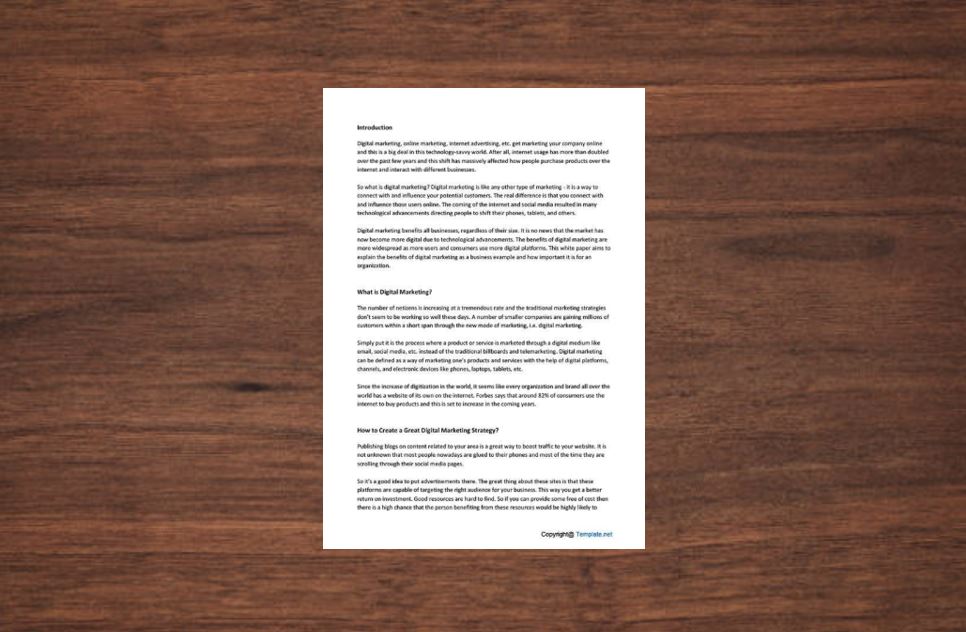 Introduction
Digital marketing, online marketing, internet advertising, etc. get marketing your company online
and this is a big deal in this technology-savvy world. After all, internet usage has more than doubled
over the past few years and this shift has massively affected how people purchase products over the
internet and interact with different businesses.
So what is digital marketing? Digital marketing is like any other type of marketing - it is a way to
connect with and influence your potential customers. The real difference is that you connect with
and influence those users online. The coming of the internet and social media resulted in many
technological advancements directing people to shift their phones, tablets, and others.
Digital marketing benefits all businesses, regardless of their size. It is no news that the market has
now become more digital due to technological advancements. The benefits of digital marketing are
more widespread as more users and consumers use more digital platforms. This white paper aims to
explain the benefits of digital marketing as a business example and how important it is for an
organization.
What is Digital Marketing?
The number of netizens is increasing at a tremendous rate and the traditional marketing strategies
don't seem to be working so well these days. A number of smaller companies are gaining millions of
customers within a short span through the new mode of marketing, i.e. digital marketing.
Simply put it is the process where a product or service is marketed through a digital medium like
email, social media, etc. instead of the traditional billboards and telemarketing. Digital marketing
can be defined as a way of marketing one's products and services with the help of digital platforms,
channels, and electronic devices like phones, laptops, tablets, etc.
Since the increase of digitization in the world, it seems like every organization and brand all over the
world has a website of its own on the internet. Forbes says that around 82% of consumers use the
internet to buy products and this is set to increase in the coming years.
How to Create a Great Digital Marketing Strategy?
Publishing blogs on content related to your area is a great way to boost traffic to your website. It is
not unknown that most people nowadays are glued to their phones and most of the time they are
scrolling through their social media pages.
So it's a good idea to put advertisements there. The great thing about these sites is that these
platforms are capable of targeting the right audience for your business. This way you get a better
return on investment. Good resources are hard to find. So if you can provide some free of cost then
there is a high chance that the person benefiting from these resources would be highly likely to
Copyright@ Template.net